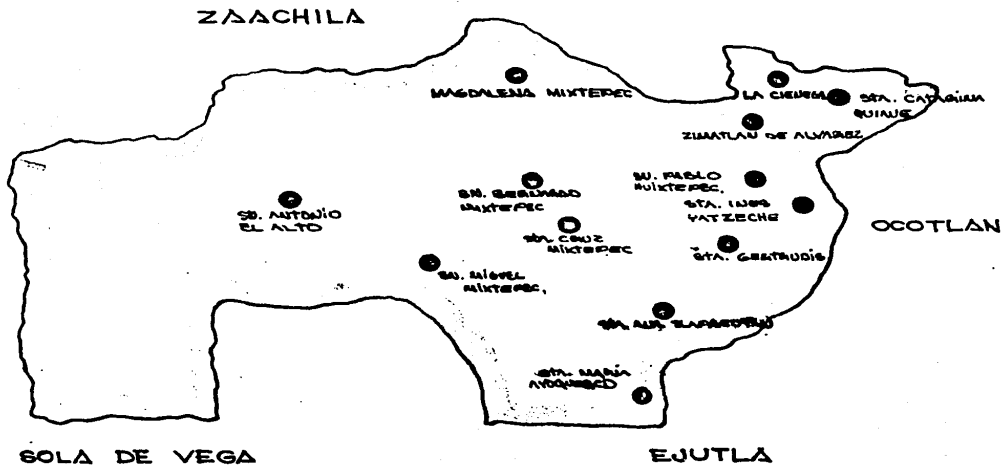 ZAACHILA
MAGDALENA MIXTEPEC
LA CIENEGA
STA. CATARINA
QUIANE
ZIMATLAN DE ALVAREZ
SN. PABLO
HUIXTEPEC.
SN. BERNARDO
MIXTEPEC
STA. INES
YATZECHE
SN. ANTONIO
EL ALTO
OCOTLAN
STA. CRUZ
MIXTEPEC
STA. GERTRUDIS
SN. MIGUEL
MIXTEPEC.
STA. ANA
STA. MARIA
AYOQUEZCO
SOLA DE VEGA
EJUTLA